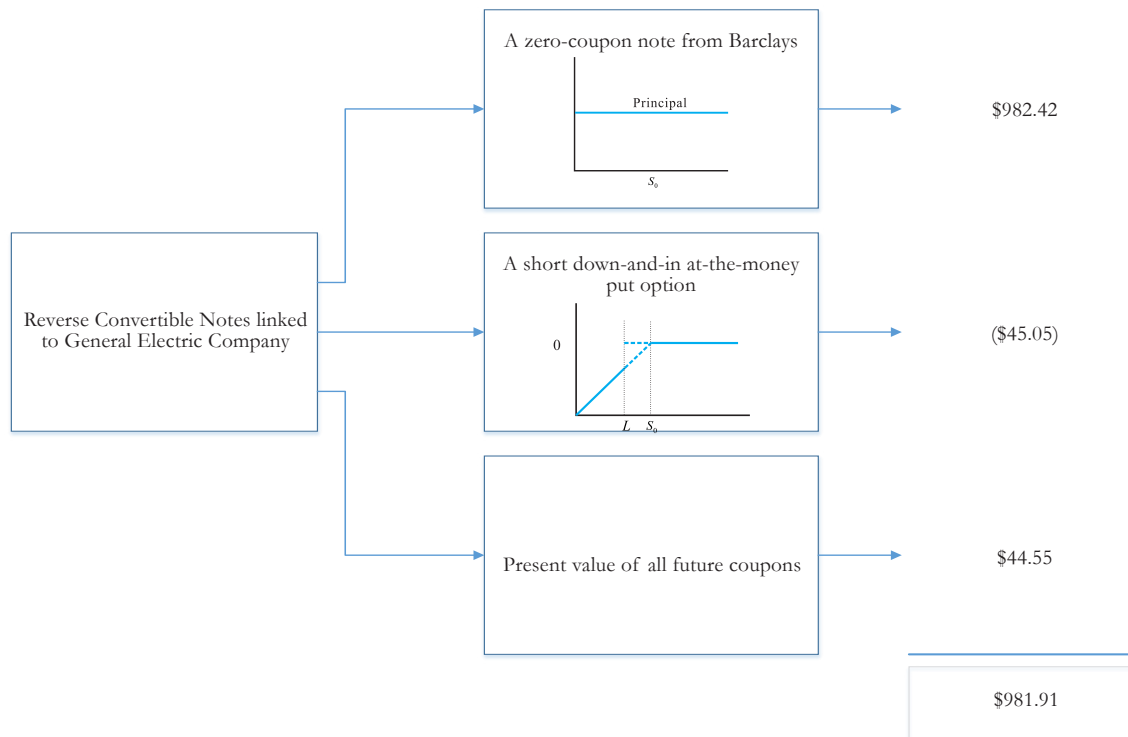 A zero-coupon note from Barclays
Principal
S₀
$982.42
Reverse Convertible Notes linked
to General Electric Company
A short down-and-in at-the-money
put option
0
L S₀
($45.05)
Present value of all future coupons
$44.55
$981.91